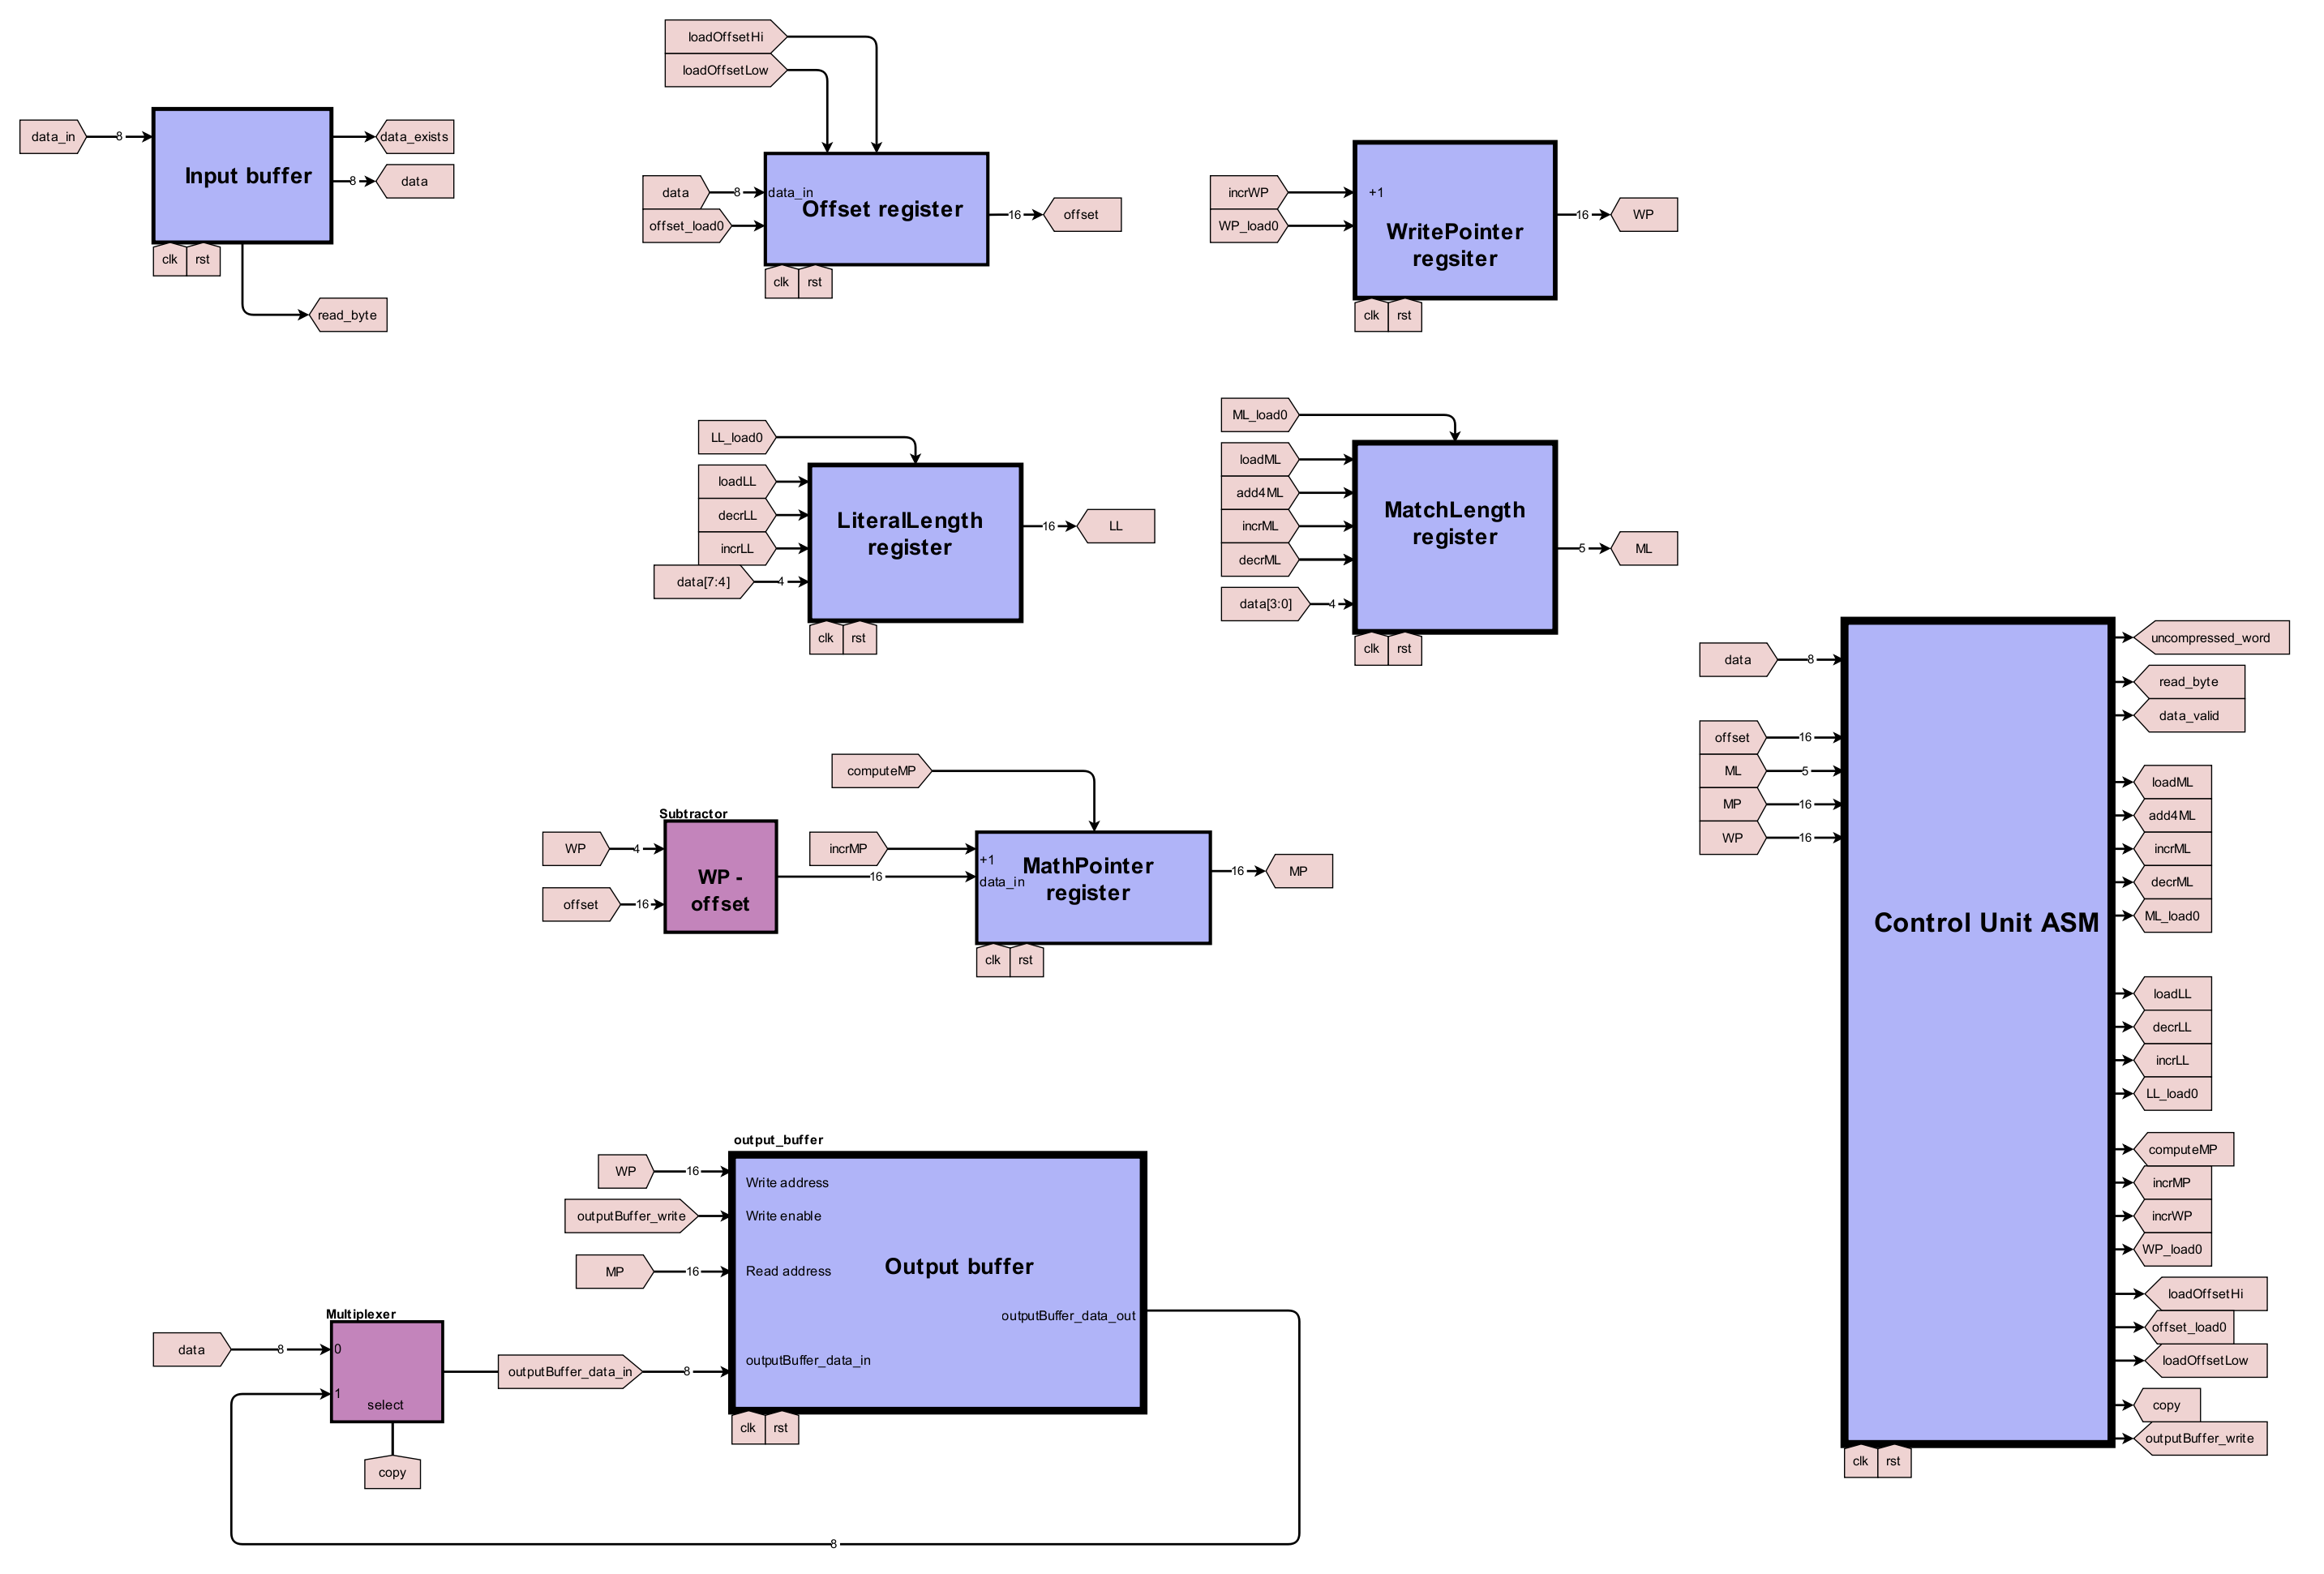 loadOffsetHi
loadOffsetLow
data_in
8
Input buffer
data_exists
8
data
clk
rst
read_byte
data
8
data_in
offset_load0
Offset register
16
offset
clk
rst
incrWP
+1
WP_load0
WritePointer
regsiter
16
WP
clk
rst
LL_load0
loadLL
decrLL
incrLL
data[7:4]
4
LiteralLength
register
16
LL
clk
rst
ML_load0
loadML
add4ML
incrML
decrML
data[3:0]
4
MatchLength
register
5
ML
clk
rst
computeMP
Subtractor
WP
4
offset
16
WP -
offset
incrMP
16
+1
data_in
MathPointer
register
16
MP
clk
rst
output_buffer
WP
16
Write address
outputBuffer_write
Write enable
MP
16
Read address
Output buffer
outputBuffer_data_out
outputBuffer_data_in
clk
rst
Multiplexer
data
8
0
1
select
copy
outputBuffer_data_in
8
8
data
8
offset
16
ML
5
MP
16
WP
16
Control Unit ASM
clk
rst
uncompressed_word
read_byte
data_valid
loadML
add4ML
incrML
decrML
ML_load0
loadLL
decrLL
incrLL
LL_load0
computeMP
incrMP
incrWP
WP_load0
loadOffsetHi
offset_load0
loadOffsetLow
copy
outputBuffer_write